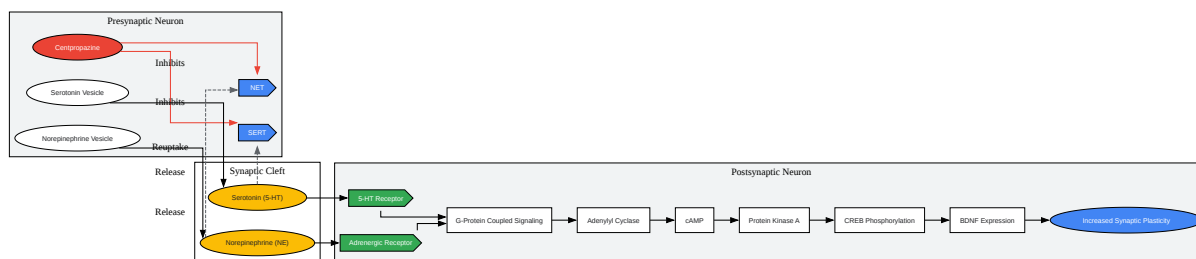 Presynaptic Neuron
Centpropazine
Inhibits
NET
Serotonin Vesicle
Inhibits
SERT
Norepinephrine Vesicle
Reuptake
Release
Synaptic Cleft
Postsynaptic Neuron
Serotonin (5-HT)
5-HT Receptor
Release
G-Protein Coupled Signaling
Adenylyl Cyclase
cAMP
Protein Kinase A
CREB Phosphorylation
BDNF Expression
Increased Synaptic Plasticity
Norepinephrine (NE)
Adrenergic Receptor